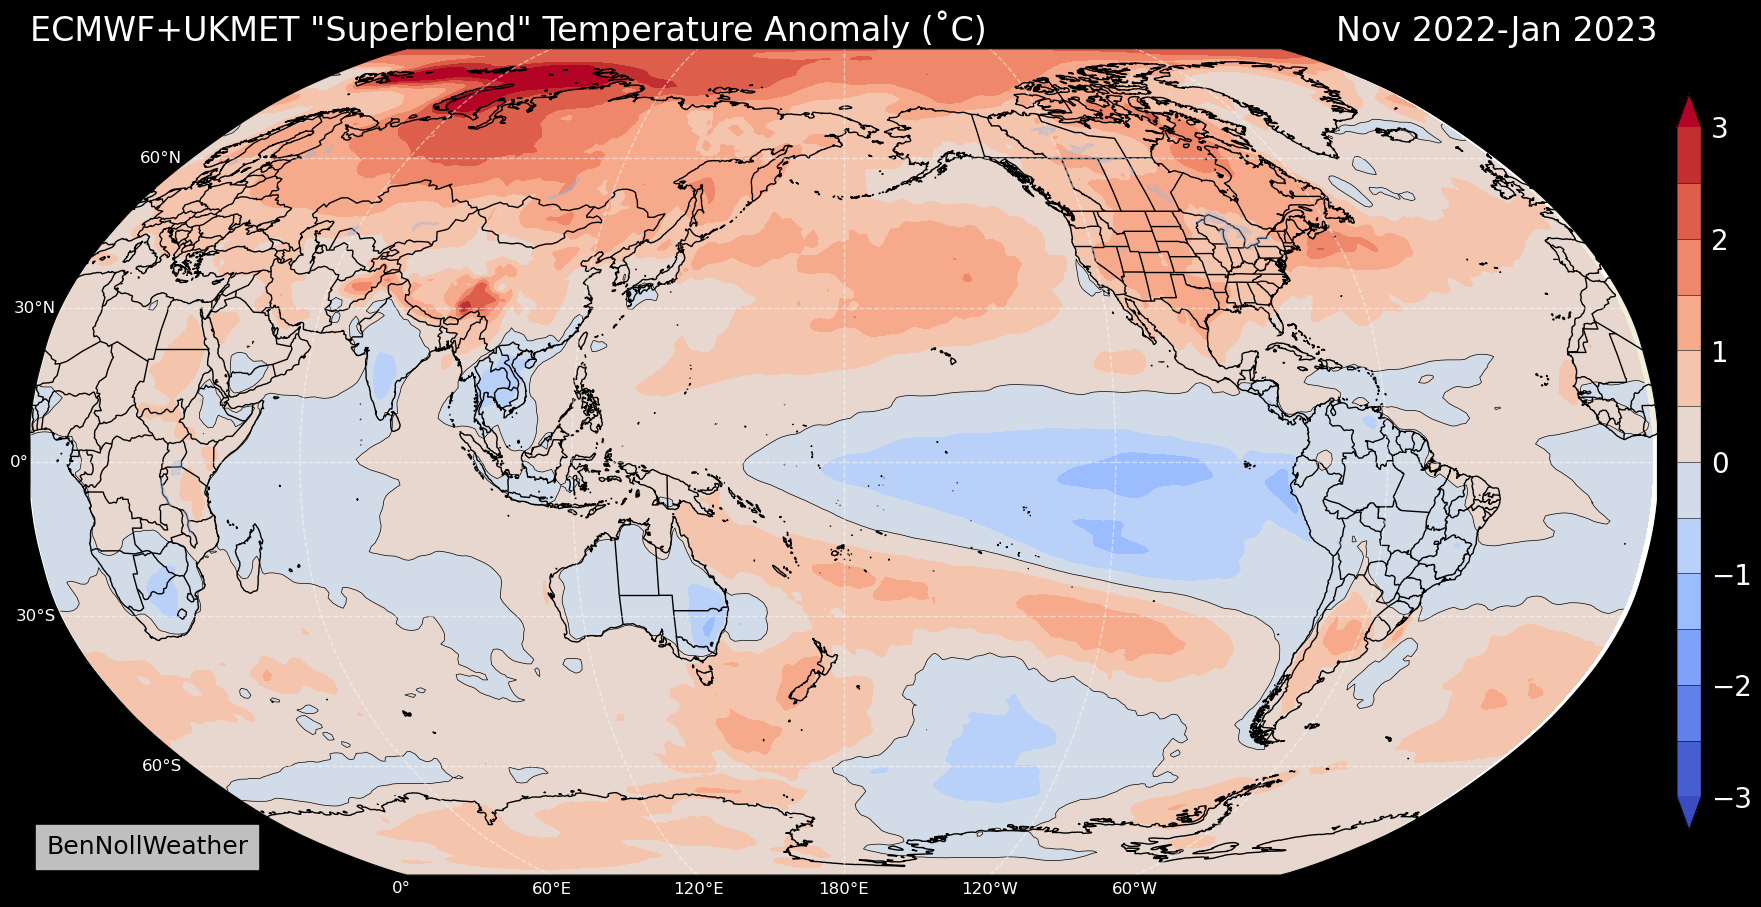 ECMWF+UKMET "Superblend" Temperature Anomaly (˚C)
Nov 2022-Jan 2023
60°N
30°N
0°
30°S
60°S
3
2
1
0
−1
−2
−3
BenNollWeather
0°
60°E
120°E
180°E
120°W
60°W